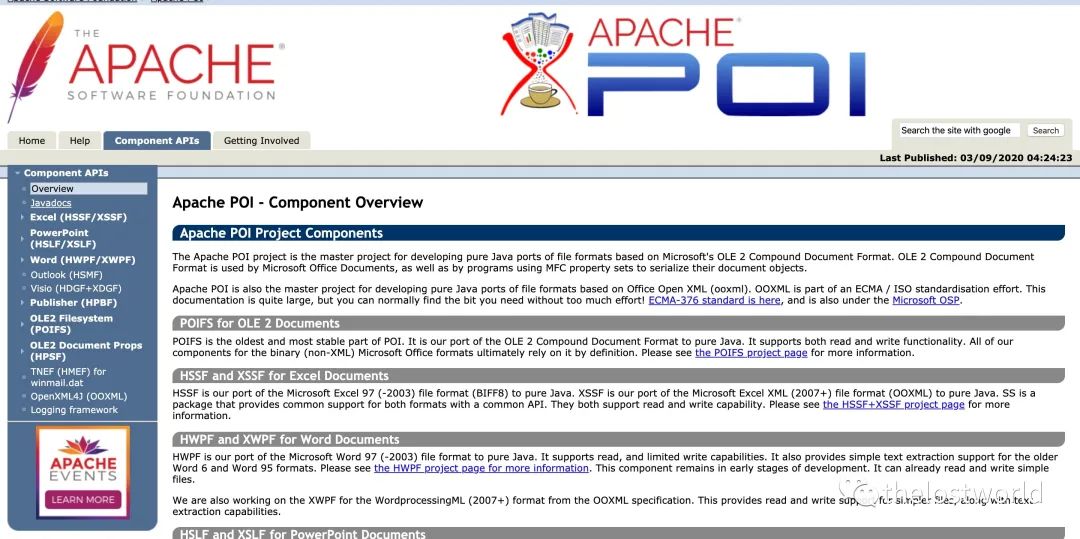 Apache Software Foundation
THE
APACHE®
SOFTWARE FOUNDATION
APACHE®
POI
Home
Help
Component APIs
Getting Involved
Search the site with google
Search
Last Published: 03/09/2020 04:24:23
Component APIs
Overview
Javadocs
Excel (HSSF/XSSF)
PowerPoint
(HSLF/XSLF)
Word (HWPF/XWPF)
Outlook (HSMF)
Visio (HDGF+XDGF)
Publisher (HPBF)
OLE2 Filesystem
(POIFS)
OLE2 Document Props
(HPSF)
TNEF (HMEF) for
winmail.dat
OpenXML4J (OOXML)
Logging framework
APACHE
EVENTS
LEARN MORE
Apache POI - Component Overview
Apache POI Project Components
The Apache POI project is the master project for developing pure Java ports of file formats based on Microsoft's OLE 2 Compound Document Format. OLE 2 Compound Document
Format is used by Microsoft Office Documents, as well as by programs using MFC property sets to serialize their document objects.
Apache POI is also the master project for developing pure Java ports of file formats based on Office Open XML (ooxml). OOXML is part of an ECMA / ISO standardisation effort. This
documentation is quite large, but you can normally find the bit you need without too much effort! ECMA-376 standard is here, and is also under the Microsoft OSP.
POIFS for OLE 2 Documents
POIFS is the oldest and most stable part of POI. It is our port of the OLE 2 Compound Document Format to pure Java. It supports both read and write functionality. All of our
components for the binary (non-XML) Microsoft Office formats ultimately rely on it by definition. Please see the POIFS project page for more information.
HSSF and XSSF for Excel Documents
HSSF is our port of the Microsoft Excel 97 (-2003) file format (BIFF8) to pure Java. XSSF is our port of the Microsoft Excel XML (2007+) file format (OOXML) to pure Java. SS is a
package that provides common support for both formats with a common API. They both support read and write capability. Please see the HSSF+XSSF project page for more
information.
HWPF and XWPF for Word Documents
HWPF is our port of the Microsoft Word 97 (-2003) file format to pure Java. It supports read, and limited write capabilities. It also provides simple text extraction support for the older
Word 6 and Word 95 formats. Please see the HWPF project page for more information. This component remains in early stages of development. It can already read and write simple
files.
We are also working on the XWPF for the WordprocessingML (2007+) format from the OOXML specification. This provides read and write support for simpler files, along with text
extraction capabilities.
thelostworld
HSLF and XSLF for PowerPoint Documents